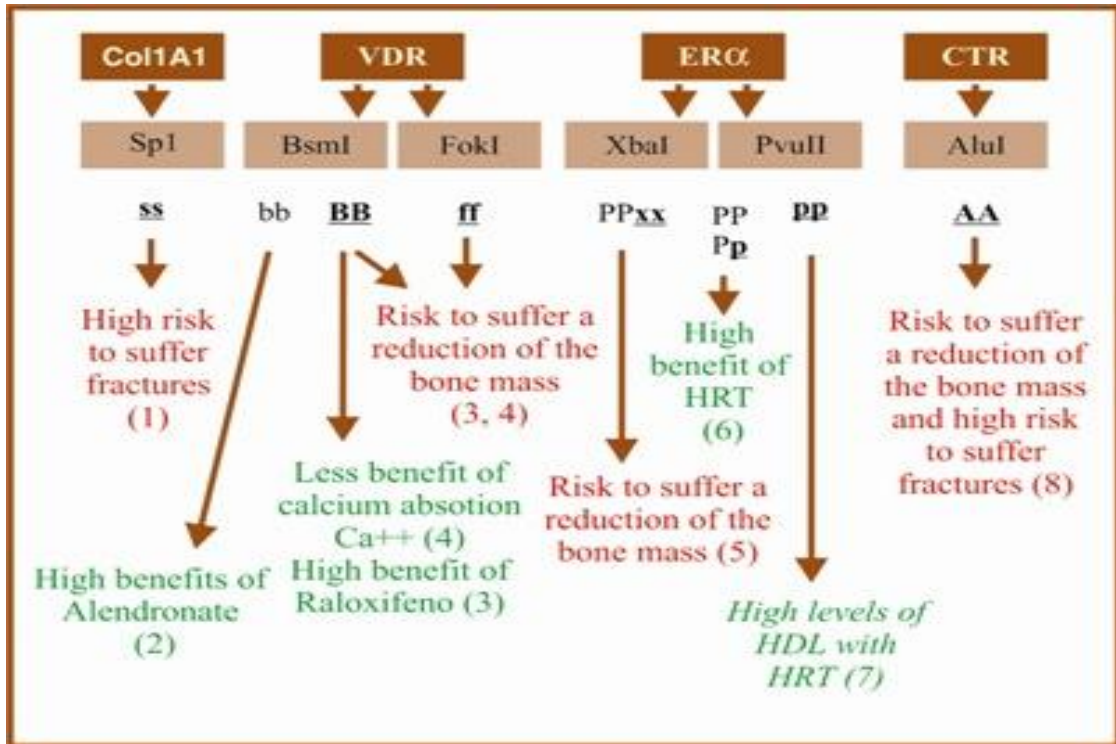 Col1A1
VDR
ERα
CTR
Sp1
BsmI
FokI
XbaI
PvuII
AluI
ss
bb
BB
ff
PPxx
PP
Pp
pp
AA
High risk
to suffer
fractures
(1)
High benefits of
Alendronate
(2)
Less benefit of
calcium absotion
Ca++ (4)
High benefit of
Raloxifeno (3)
Risk to suffer a
reduction of the
bone mass
(3, 4)
Risk to suffer a
reduction of the
bone mass (5)
High
benefit of
HRT
(6)
High levels of
HDL with
HRT (7)
Risk to suffer
a reduction of
the bone mass
and high risk
to suffer
fractures (8)